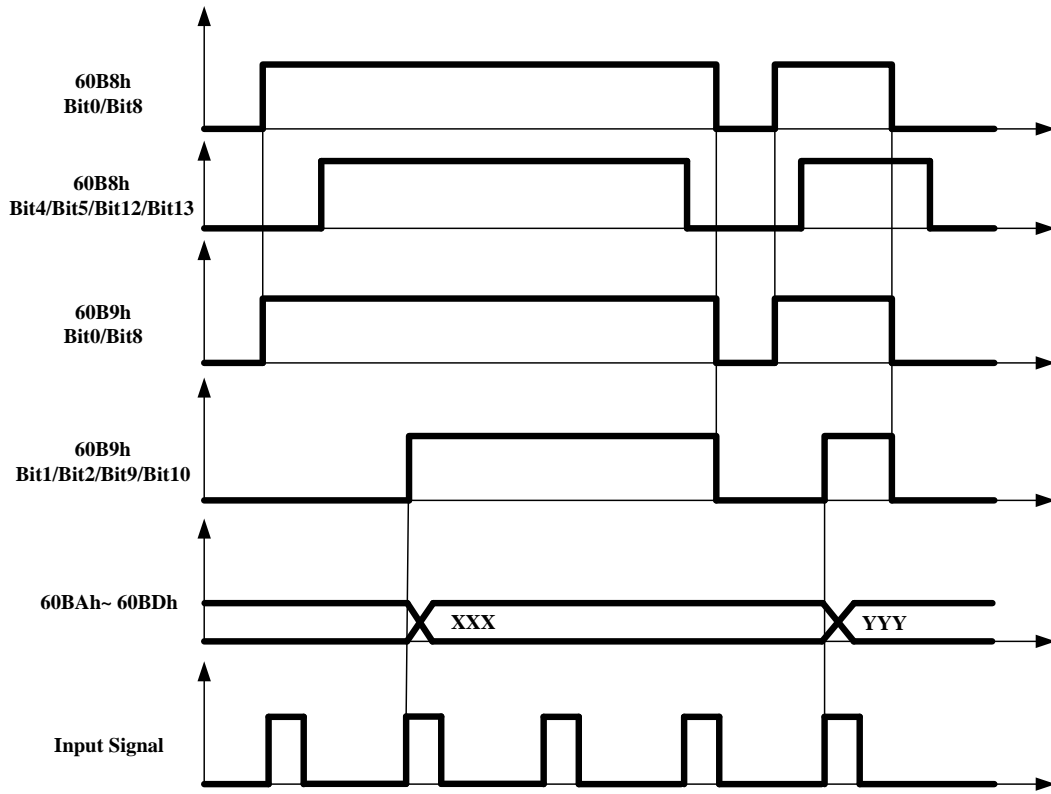 60B8h
Bit0/Bit8
60B8h
Bit4/Bit5/Bit12/Bit13
60B9h
Bit0/Bit8
60B9h
Bit1/Bit2/Bit9/Bit10
60BAh~ 60BDh
XXX
YYY
Input Signal